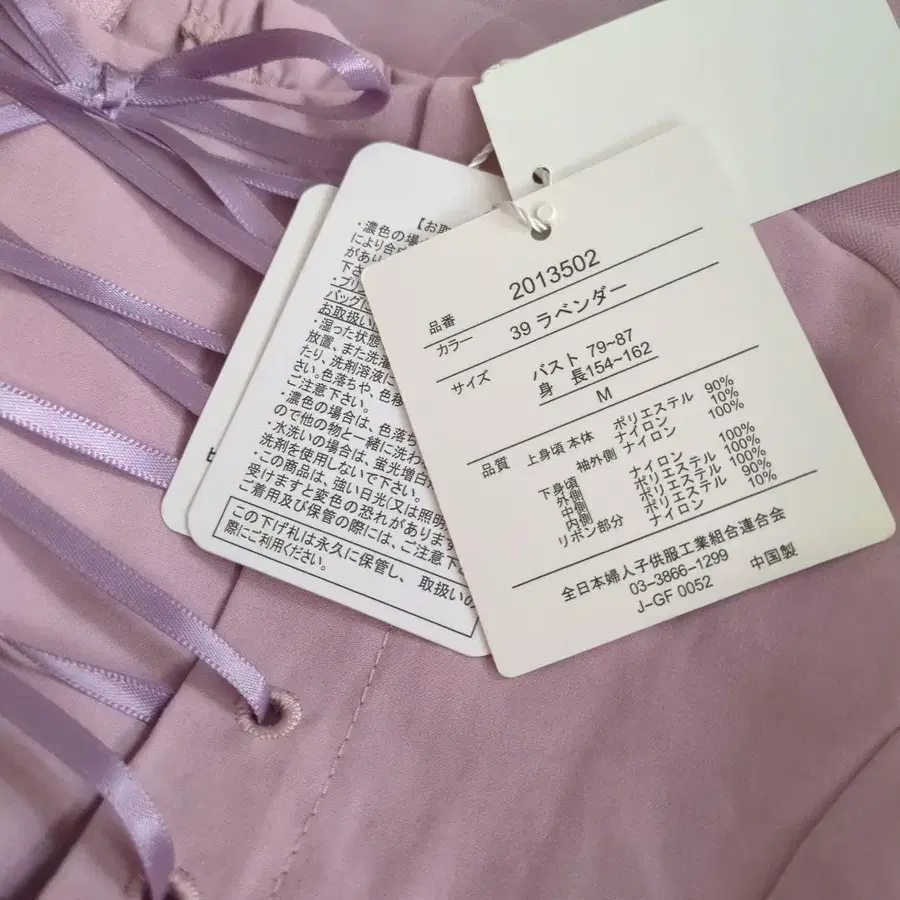 品番 2013502
カラー 39 ラベンダー
サイズ バスト 79~87
身 長154~162
M
品質 上身頃 本体 ポリエステル 90%
ナイロン 10%
袖外側 ナイロン 100%
下身頃
外側 ナイロン 100%
中側 ポリエステル 100%
内側 ポリエステル 100%
リボン部分 ポリエステル 90%
ナイロン 10%
全日本婦人子供服工業組合連合会
03-3866-1299
J-GF 0052 中国製
【お取
・濃色の場
により合成
があり
下さ
・プリ
バッグに
お取扱い
・湿った状態
放置、また洗濯
たり、洗剤溶液に
さい。色落ちや、色移
ご注意下さい。
・濃色の場合は、色落ち
ので他の物と一緒に洗わ
・水洗いの場合は、蛍光増白
洗剤を使用しないで下さい。
・この商品は、強い日光(又は照明
受けますと変色の恐れがあります
ご着用及び保管の際には、ご注意下さ
この下げ札は永久に保管し、取扱いの
際にご利用ください。